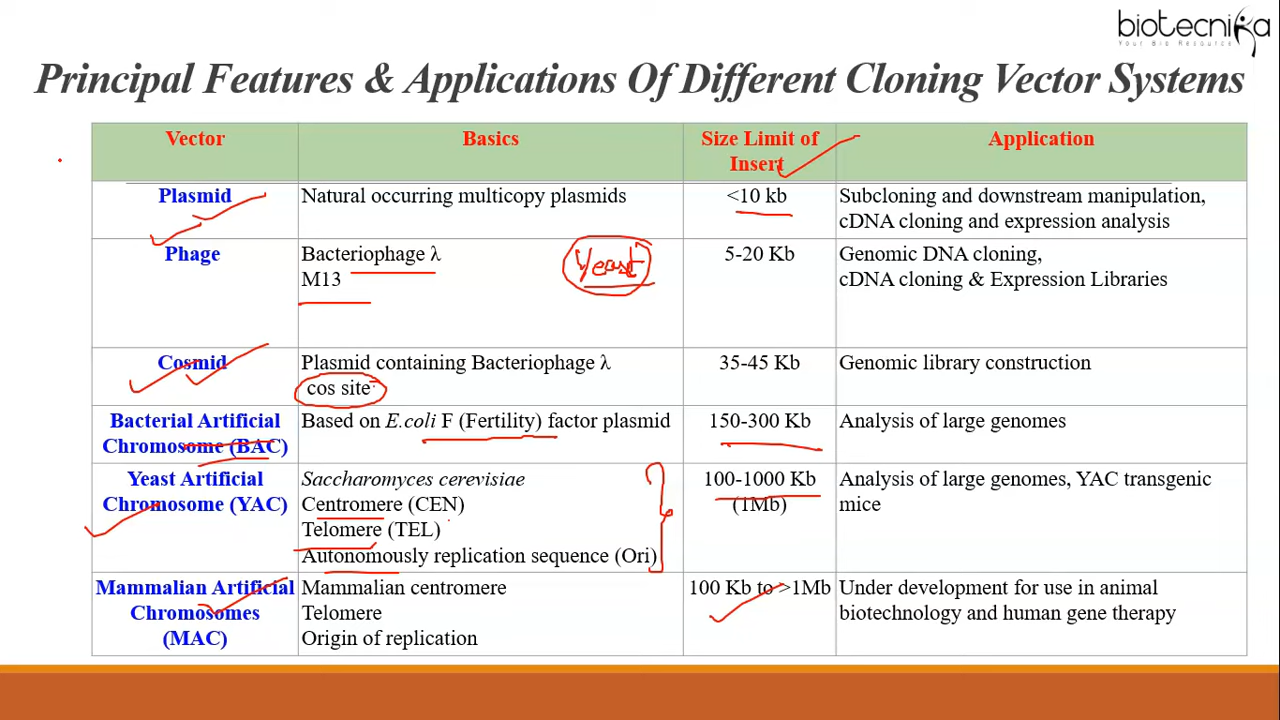 biotecnika
Your Bio Resource
Principal Features & Applications Of Different Cloning Vector Systems
Vector
Basics
Size Limit of
Insert
Application
Plasmid
Natural occurring multicopy plasmids
<10 kb
Subcloning and downstream manipulation,
cDNA cloning and expression analysis
Phage
Bacteriophage λ
M13
Yeast
5-20 Kb
Genomic DNA cloning,
cDNA cloning & Expression Libraries
Cosmid
Plasmid containing Bacteriophage λ
cos site
35-45 Kb
Genomic library construction
Bacterial Artificial
Chromosome (BAC)
Based on E.coli F (Fertility) factor plasmid
150-300 Kb
Analysis of large genomes
Yeast Artificial
Chromosome (YAC)
Saccharomyces cerevisiae
Centromere (CEN)
Telomere (TEL)
Autonomously replication sequence (Ori)
100-1000 Kb
(1Mb)
Analysis of large genomes, YAC transgenic
mice
Mammalian Artificial
Chromosomes
(MAC)
Mammalian centromere
Telomere
Origin of replication
100 Kb to >1Mb
Under development for use in animal
biotechnology and human gene therapy